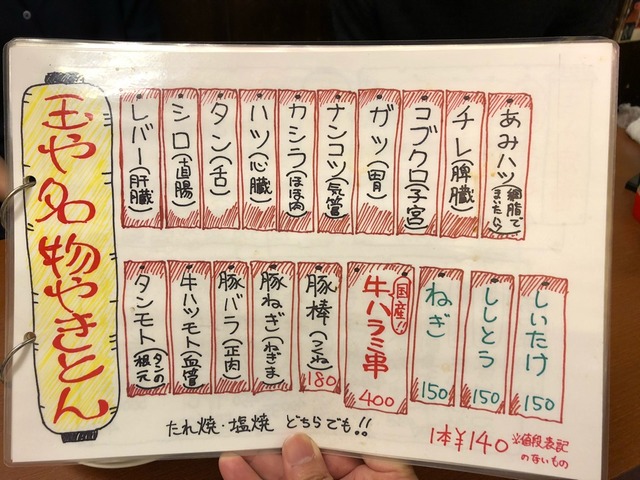 玉や名物やきとん
レバー(肝臓)
シロ(直腸)
タン(舌)
ハツ(心臓)
カシラ(ほほ肉)
ナンコツ(気管)
ガツ(胃)
コブクロ(子宮)
チレ(脾臓)
あみハツ(網脂でまいたよ!)
タンモト(タンの根元)
牛ハツモト(血管)
豚バラ(正肉)
豚ねぎ(ねぎま)
豚棒(つくね) 180
国産!! 牛ハラミ串 400
ねぎ 150
ししとう 150
しいたけ 150
たれ焼・塩焼 どちらでも!!
1本¥140 ※値段表記のないもの